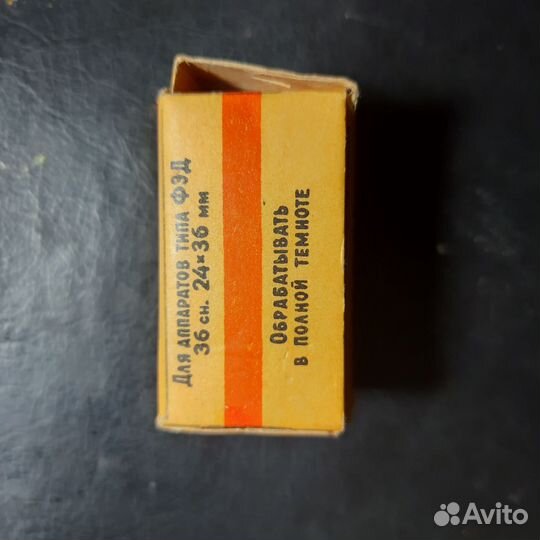 Для аппаратов типа ФЭД
36 сн. 24×36 мм
Обрабатывать
в полной темноте
Avito